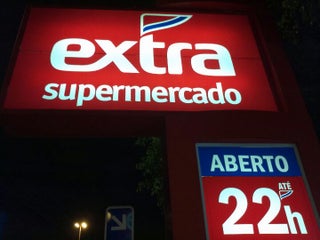 extra
supermercado
ABERTO
ATÉ
22h